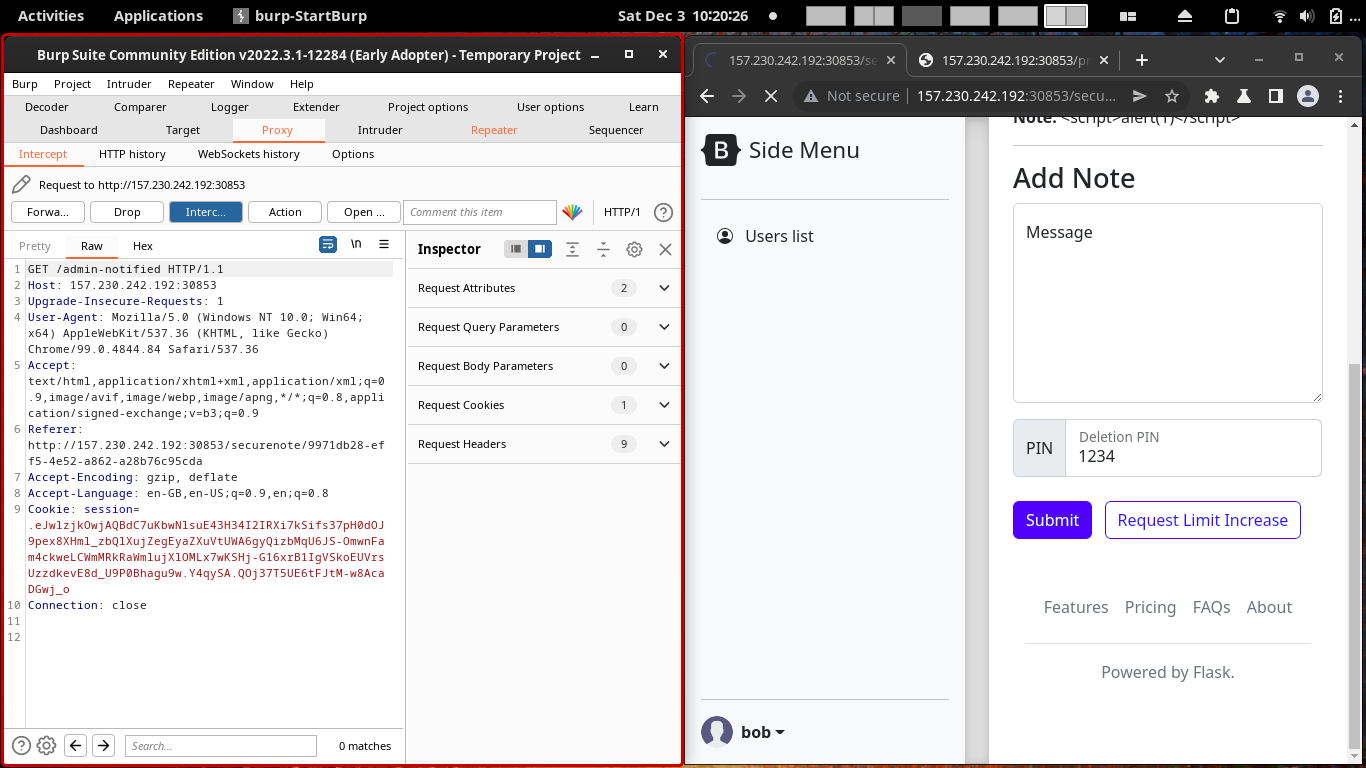 Activities Applications burp-StartBurp Sat Dec 3 10:20:26
Burp Suite Community Edition v2022.3.1-12284 (Early Adopter) - Temporary Project
Burp Project Intruder Repeater Window Help
Decoder Comparer Logger Extender Project options User options Learn
Dashboard Target Proxy Intruder Repeater Sequencer
Intercept HTTP history WebSockets history Options
Request to http://157.230.242.192:30853
Forwa... Drop Interc... Action Open ... Comment this item HTTP/1 ?
Pretty Raw Hex \n
1 GET /admin-notified HTTP/1.1
2 Host: 157.230.242.192:30853
3 Upgrade-Insecure-Requests: 1
4 User-Agent: Mozilla/5.0 (Windows NT 10.0; Win64;
x64) AppleWebKit/537.36 (KHTML, like Gecko)
Chrome/99.0.4844.84 Safari/537.36
5 Accept:
text/html,application/xhtml+xml,application/xml;q=0
.9,image/avif,image/webp,image/apng,*/*;q=0.8,appli
cation/signed-exchange;v=b3;q=0.9
6 Referer:
http://157.230.242.192:30853/securenote/9971db28-ef
f5-4e52-a862-a28b76c95cda
7 Accept-Encoding: gzip, deflate
8 Accept-Language: en-GB,en-US;q=0.9,en;q=0.8
9 Cookie: session=
.eJwlzjkOwjAQBdC7uKbwNlsuE43H34I2IRXi7kSifs37pH0dOJ
9pex8XHml_zbQlXujZegEyaZXuVtUWA6gyQizbMqU6JS-OmwnFa
m4ckweLCWmMRkRaWmlujXlOMLx7wKSHj-G16xrB1IgVSkoEUVrs
UzzdkevE8d_U9P0Bhagu9w.Y4qySA.QOj37T5UE6tFJtM-w8Aca
DGwj_o
10 Connection: close
11
12
? Search... 0 matches
Inspector
Request Attributes 2
Request Query Parameters 0
Request Body Parameters 0
Request Cookies 1
Request Headers 9
157.230.242.192:30853/se 157.230.242.192:30853/pr
Not secure 157.230.242.192:30853/secu...
B Side Menu
Users list
bob
Note: <script>alert(1)</script>
Add Note
Message
PIN Deletion PIN
1234
Submit Request Limit Increase
Features Pricing FAQs About
Powered by Flask.